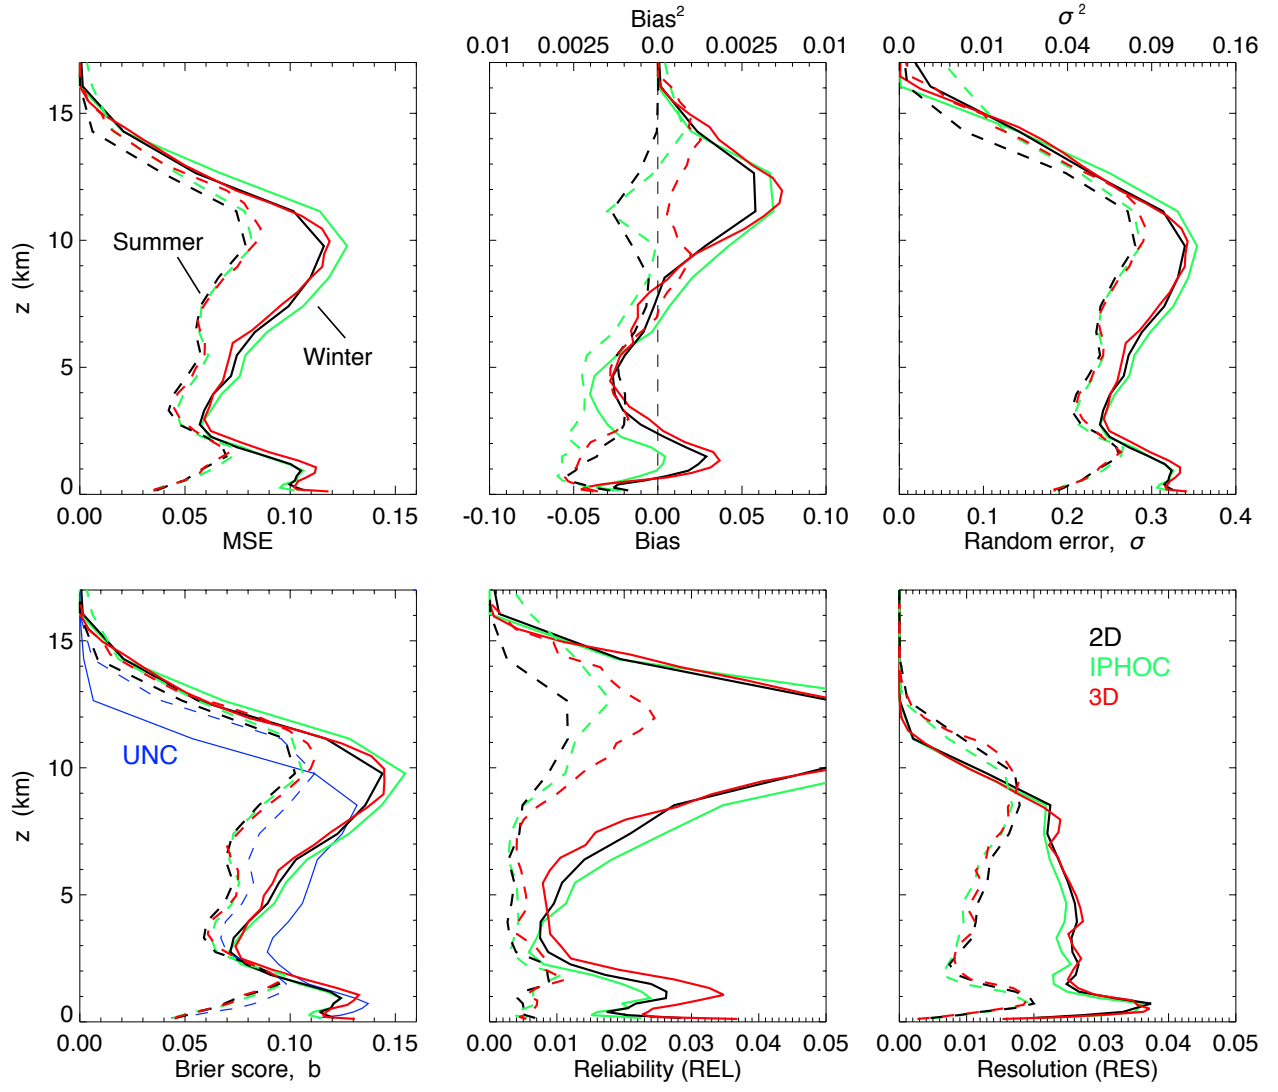 Bias²
0.01 0.0025 0.0 0.0025 0.01
σ ²
0.0 0.01 0.04 0.09 0.16
z (km)
15
10
5
0
Summer
Winter
0.00 0.05 0.10 0.15
MSE
-0.10 -0.05 0.00 0.05 0.10
Bias
0.0 0.1 0.2 0.3 0.4
Random error, σ
z (km)
15
10
5
0
UNC
2D
IPHOC
3D
0.00 0.05 0.10 0.15
Brier score, b
0.00 0.01 0.02 0.03 0.04 0.05
Reliability (REL)
0.00 0.01 0.02 0.03 0.04 0.05
Resolution (RES)